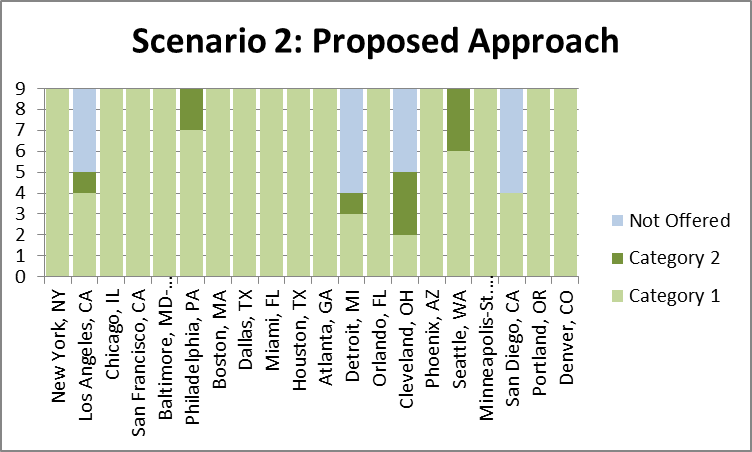 Scenario 2: Proposed Approach
9
8
7
6
5
4
3
2
1
0
New York, NY
Los Angeles, CA
Chicago, IL
San Francisco, CA
Baltimore, MD-…
Philadelphia, PA
Boston, MA
Dallas, TX
Miami, FL
Houston, TX
Atlanta, GA
Detroit, MI
Orlando, FL
Cleveland, OH
Phoenix, AZ
Seattle, WA
Minneapolis-St.…
San Diego, CA
Portland, OR
Denver, CO
Not Offered
Category 2
Category 1